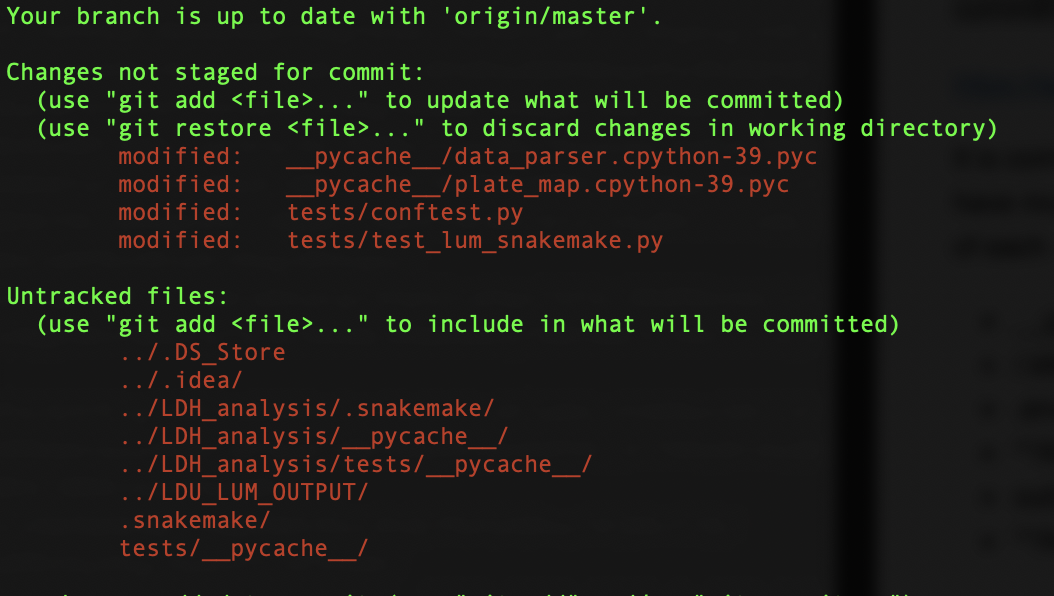 Your branch is up to date with 'origin/master'.
Changes not staged for commit:
(use "git add <file>..." to update what will be committed)
(use "git restore <file>..." to discard changes in working directory)
modified: __pycache__/data_parser.cpython-39.pyc
modified: __pycache__/plate_map.cpython-39.pyc
modified: tests/conftest.py
modified: tests/test_lum_snakemake.py
Untracked files:
(use "git add <file>..." to include in what will be committed)
../.DS_Store
../.idea/
../LDH_analysis/.snakemake/
../LDH_analysis/__pycache__/
../LDH_analysis/tests/__pycache__/
../LDU_LUM_OUTPUT/
.snakemake/
tests/__pycache__/